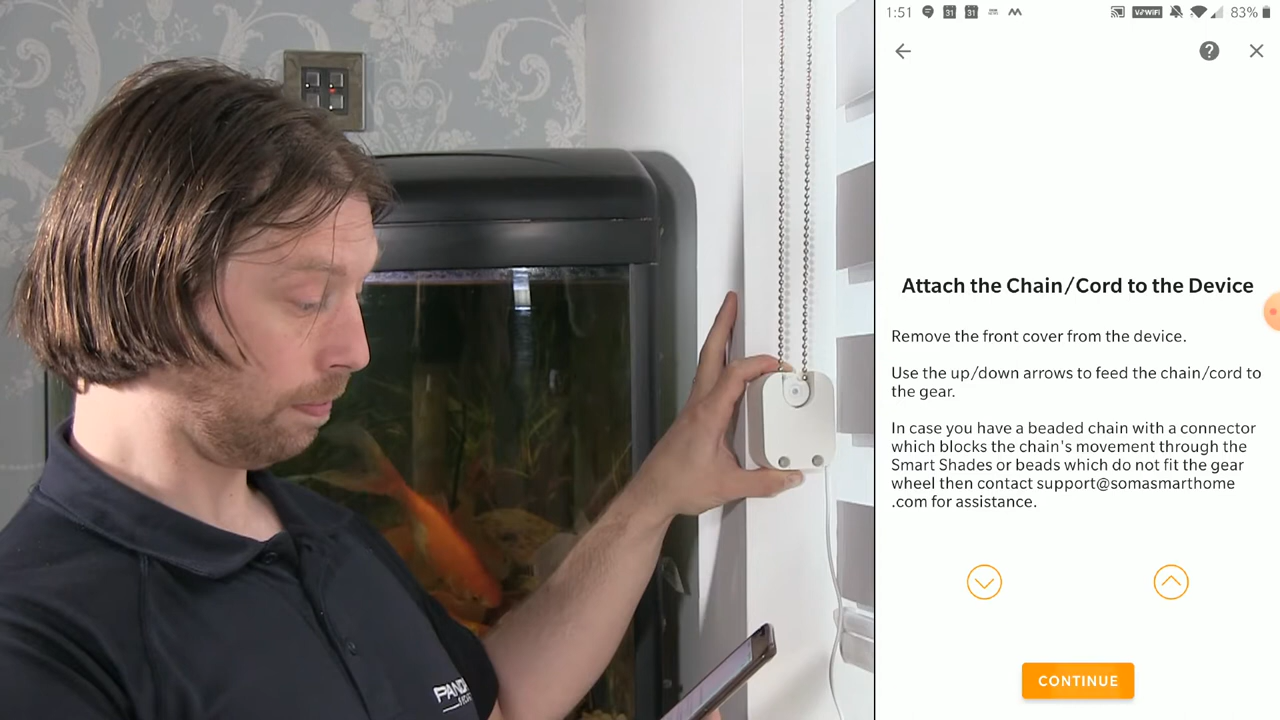 1:51
31
31
VoWiFi
83%
?
Attach the Chain/Cord to the Device
Remove the front cover from the device.
Use the up/down arrows to feed the chain/cord to
the gear.
In case you have a beaded chain with a connector
which blocks the chain's movement through the
Smart Shades or beads which do not fit the gear
wheel then contact support@somasmarthome
.com for assistance.
CONTINUE